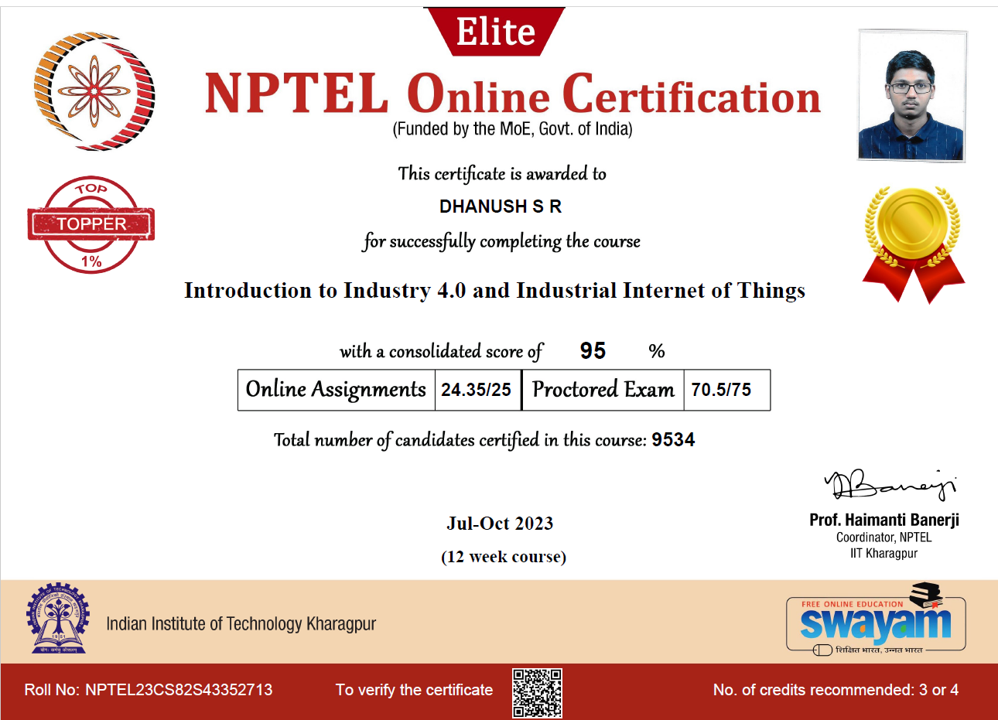 Elite
NPTEL Online Certification
(Funded by the MoE, Govt. of India)
This certificate is awarded to
DHANUSH S R
for successfully completing the course
TOP
TOPPER
1%
Introduction to Industry 4.0 and Industrial Internet of Things
with a consolidated score of 95 %
Online Assignments 24.35/25 Proctored Exam 70.5/75
Total number of candidates certified in this course: 9534
Banerji
Prof. Haimanti Banerji
Coordinator, NPTEL
IIT Kharagpur
Jul-Oct 2023
(12 week course)
Indian Institute of Technology Kharagpur
FREE ONLINE EDUCATION
swayam
शिक्षित भारत, उन्नत भारत
Roll No: NPTEL23CS82S43352713 To verify the certificate No. of credits recommended: 3 or 4